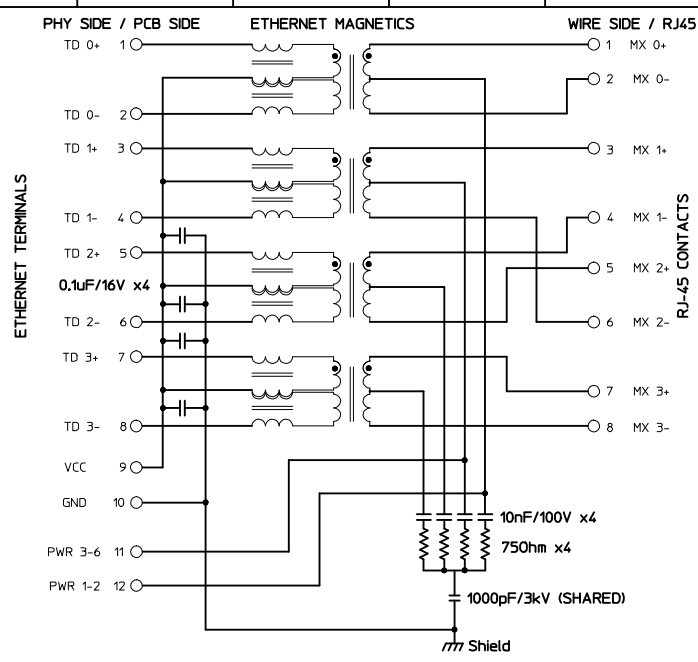 PHY SIDE / PCB SIDE ETHERNET MAGNETICS WIRE SIDE / RJ45
TD 0+ 1 1 MX 0+
2 MX 0-
TD 0- 2
TD 1+ 3 3 MX 1+
TD 1- 4 4 MX 1-
TD 2+ 5 5 MX 2+
0.1uF/16V x4
TD 2- 6 6 MX 2-
TD 3+ 7 7 MX 3+
TD 3- 8 8 MX 3-
ETHERNET TERMINALS
RJ-45 CONTACTS
VCC 9
GND 10
10nF/100V x4
PWR 3-6 11 75Ohm x4
PWR 1-2 12
1000pF/3kV (SHARED)
Shield